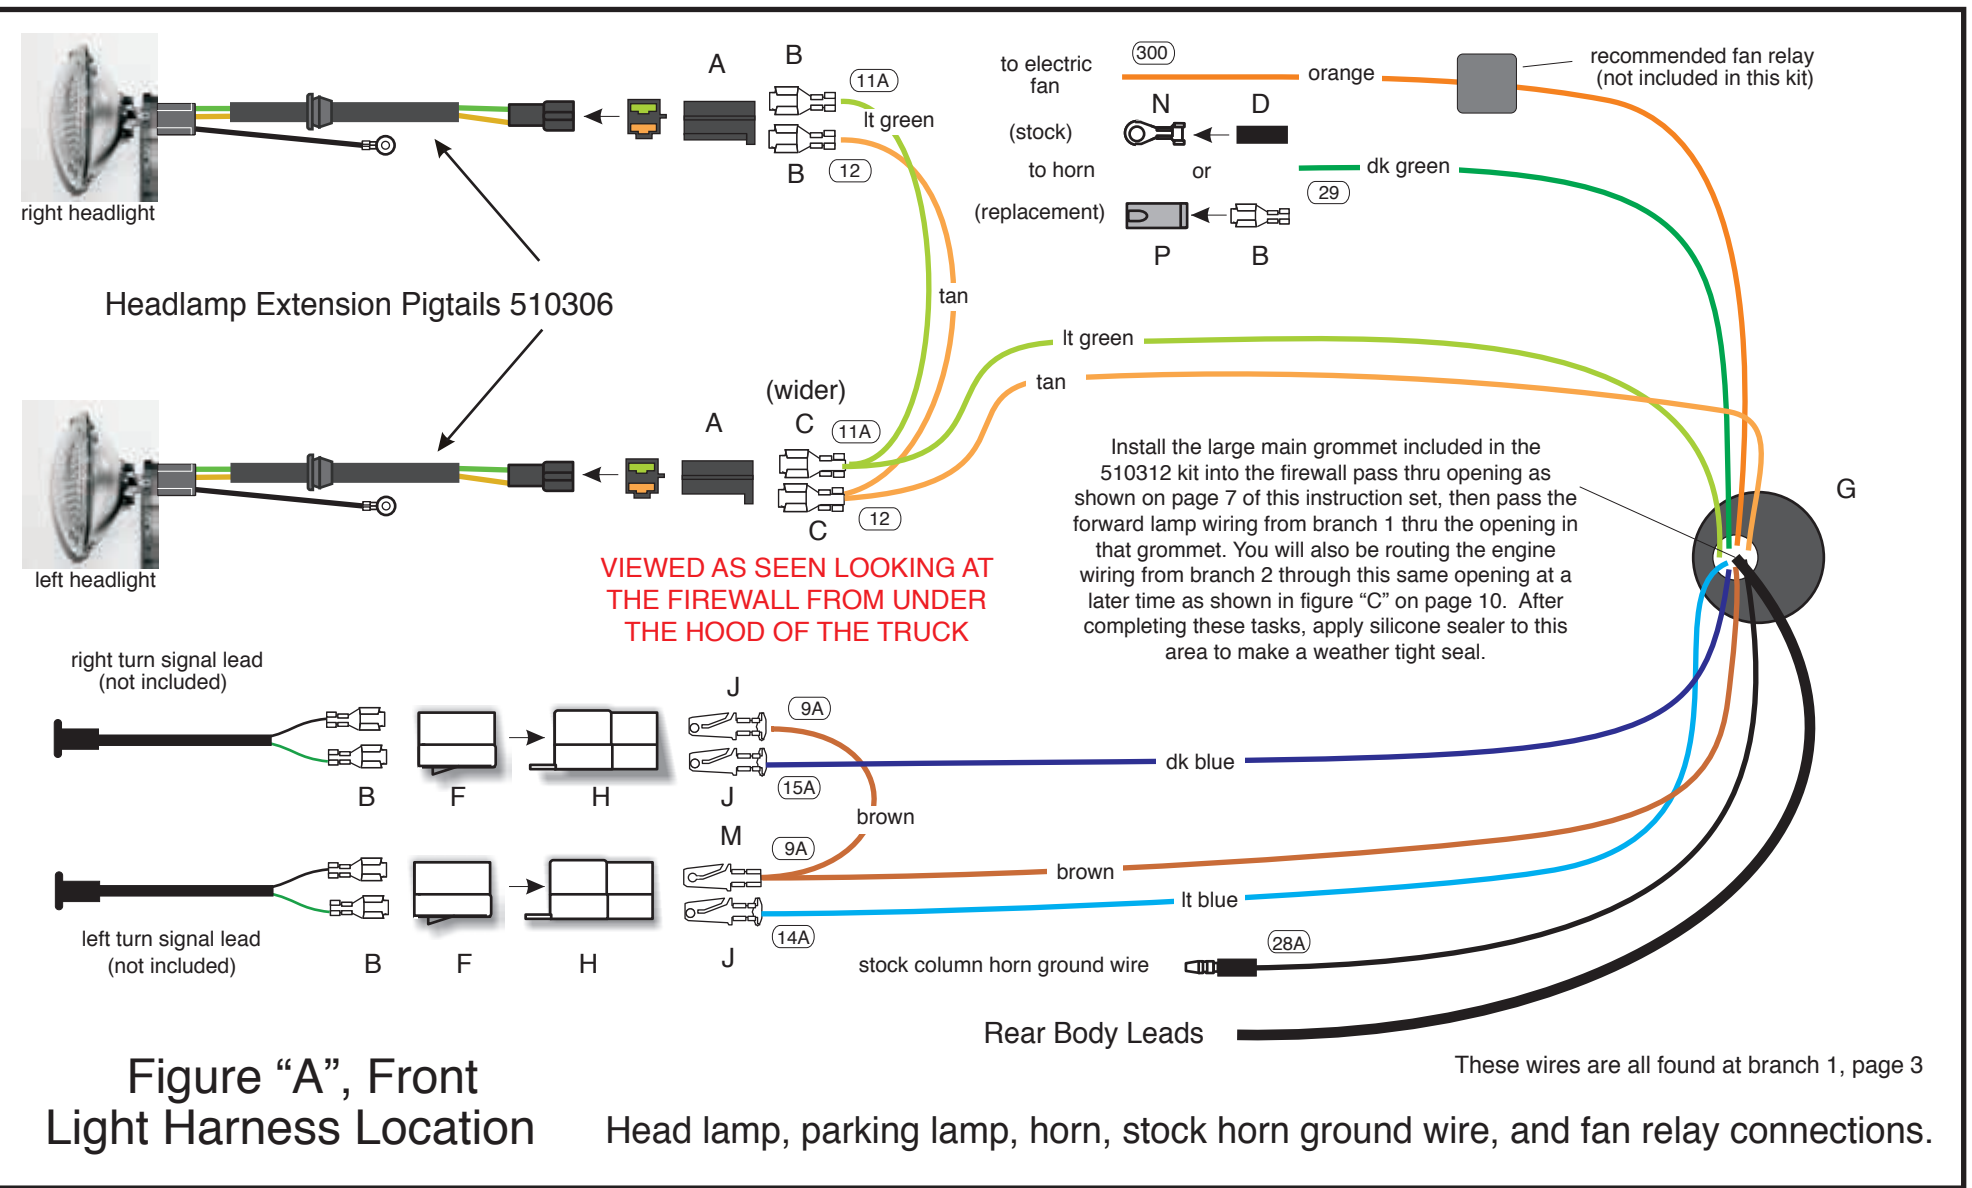 A
B
11A
lt green
B
12
right headlight
to electric
fan
300
orange
recommended fan relay
(not included in this kit)
N
D
(stock)
to horn
or
dk green
29
(replacement)
P
B
Headlamp Extension Pigtails 510306
tan
lt green
tan
(wider)
A
C
11A
C
12
left headlight
VIEWED AS SEEN LOOKING AT
THE FIREWALL FROM UNDER
THE HOOD OF THE TRUCK
Install the large main grommet included in the
510312 kit into the firewall pass thru opening as
shown on page 7 of this instruction set, then pass the
forward lamp wiring from branch 1 thru the opening in
that grommet. You will also be routing the engine
wiring from branch 2 through this same opening at a
later time as shown in figure “C” on page 10.  After
completing these tasks, apply silicone sealer to this
area to make a weather tight seal.
G
right turn signal lead
(not included)
B
F
H
J
9A
J
15A
dk blue
brown
M
9A
brown
lt blue
14A
J
left turn signal lead
(not included)
B
F
H
stock column horn ground wire
28A
Rear Body Leads
These wires are all found at branch 1, page 3
Figure “A”, Front
Light Harness Location
Head lamp, parking lamp, horn, stock horn ground wire, and fan relay connections.